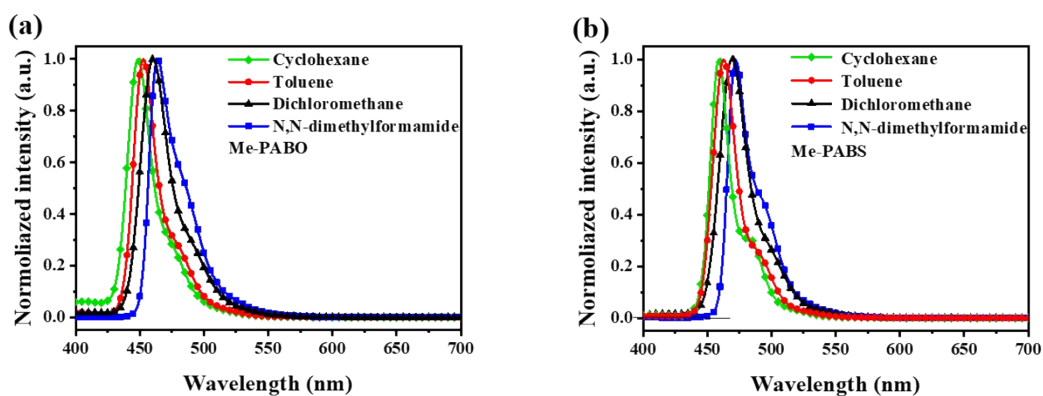 (a)
Normoliazed intensity (a.u.)
1.0
0.8
0.6
0.4
0.2
0.0
Cyclohexane
Toluene
Dichloromethane
N,N-dimethylformamide
Me-PABO
400 450 500 550 600 650 700
Wavelength (nm)
(b)
Normoliazed intensity (a.u.)
1.0
0.8
0.6
0.4
0.2
0.0
Cyclohexane
Toluene
Dichloromethane
N,N-dimethylformamide
Me-PABS
400 450 500 550 600 650 700
Wavelength (nm)